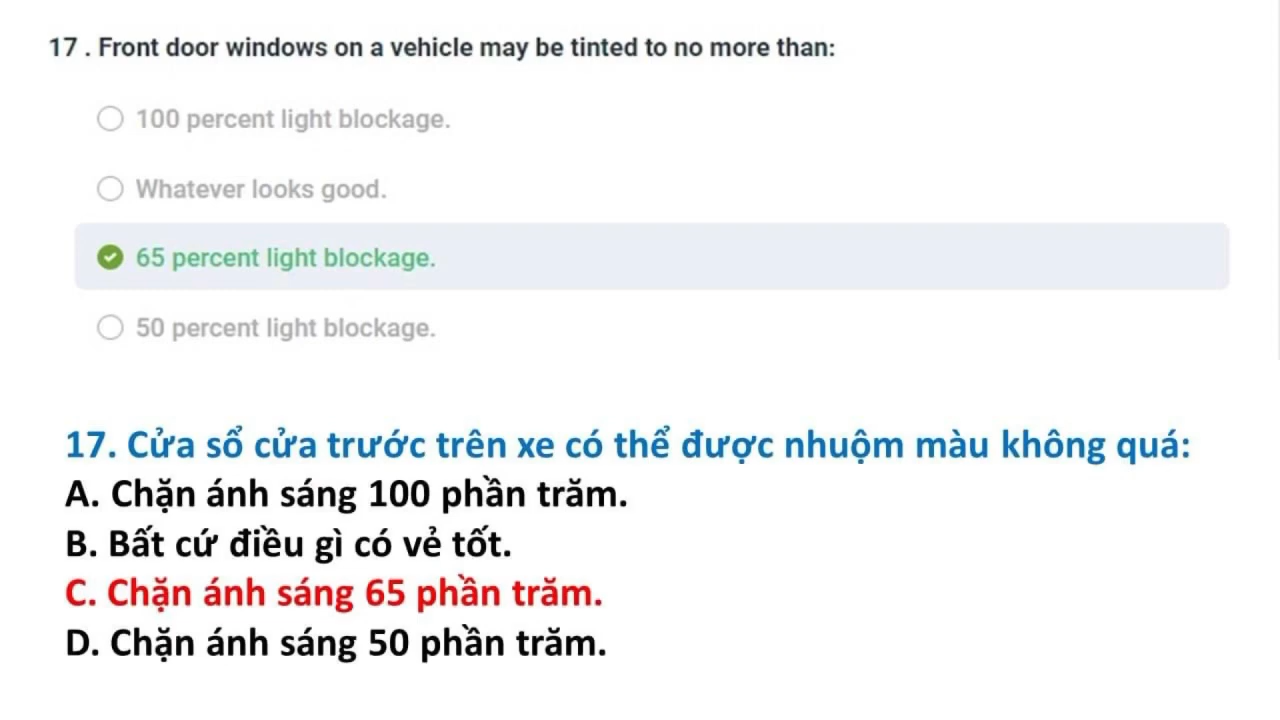 17 . Front door windows on a vehicle may be tinted to no more than:
100 percent light blockage.
Whatever looks good.
65 percent light blockage.
50 percent light blockage.
17. Cửa sổ cửa trước trên xe có thể được nhuộm màu không quá:
A. Chặn ánh sáng 100 phần trăm.
B. Bất cứ điều gì có vẻ tốt.
C. Chặn ánh sáng 65 phần trăm.
D. Chặn ánh sáng 50 phần trăm.